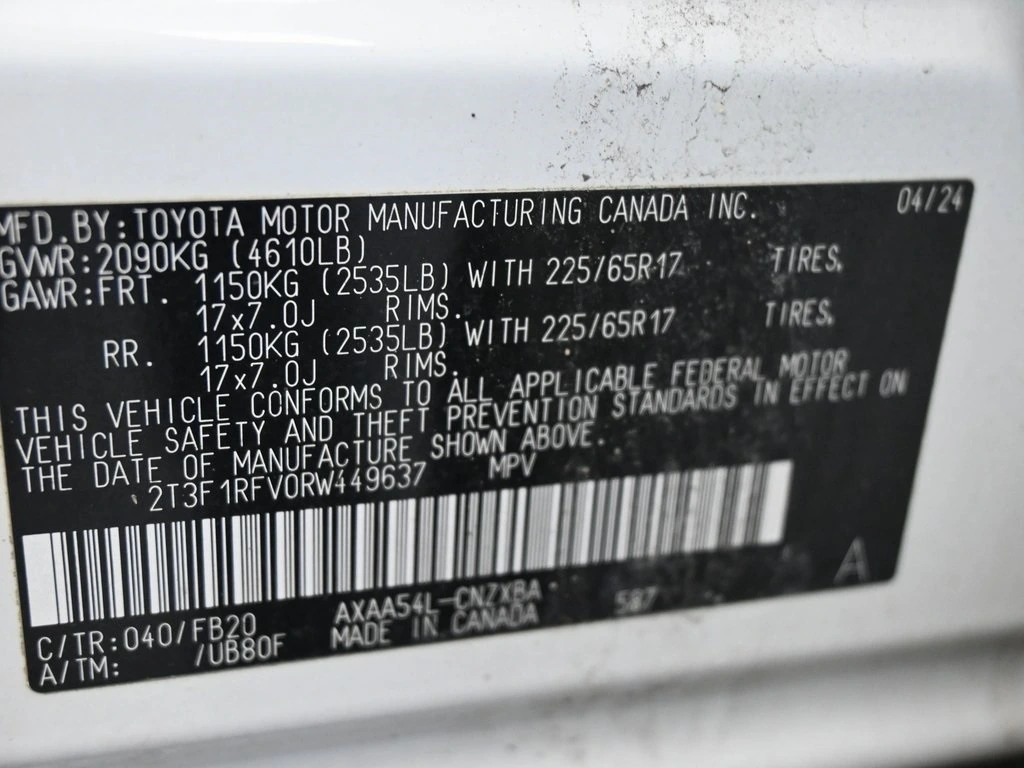 MFD.BY:TOYOTA MOTOR MANUFACTURING CANADA INC. 04/24
GVWR:2090KG (4610LB)
GAWR:FRT. 1150KG (2535LB) WITH 225/65R17 TIRES,
17x7.0J RIMS.
RR. 1150KG (2535LB) WITH 225/65R17 TIRES,
17x7.0J RIMS.
THIS VEHICLE CONFORMS TO ALL APPLICABLE FEDERAL MOTOR
VEHICLE SAFETY AND THEFT PREVENTION STANDARDS IN EFFECT ON
THE DATE OF MANUFACTURE SHOWN ABOVE.
2T3F1RFV0RW449637 MPV
C/TR:040/FB20 AXAA54L-CNZXBA 587 A
A/TM: /UB80F MADE IN CANADA